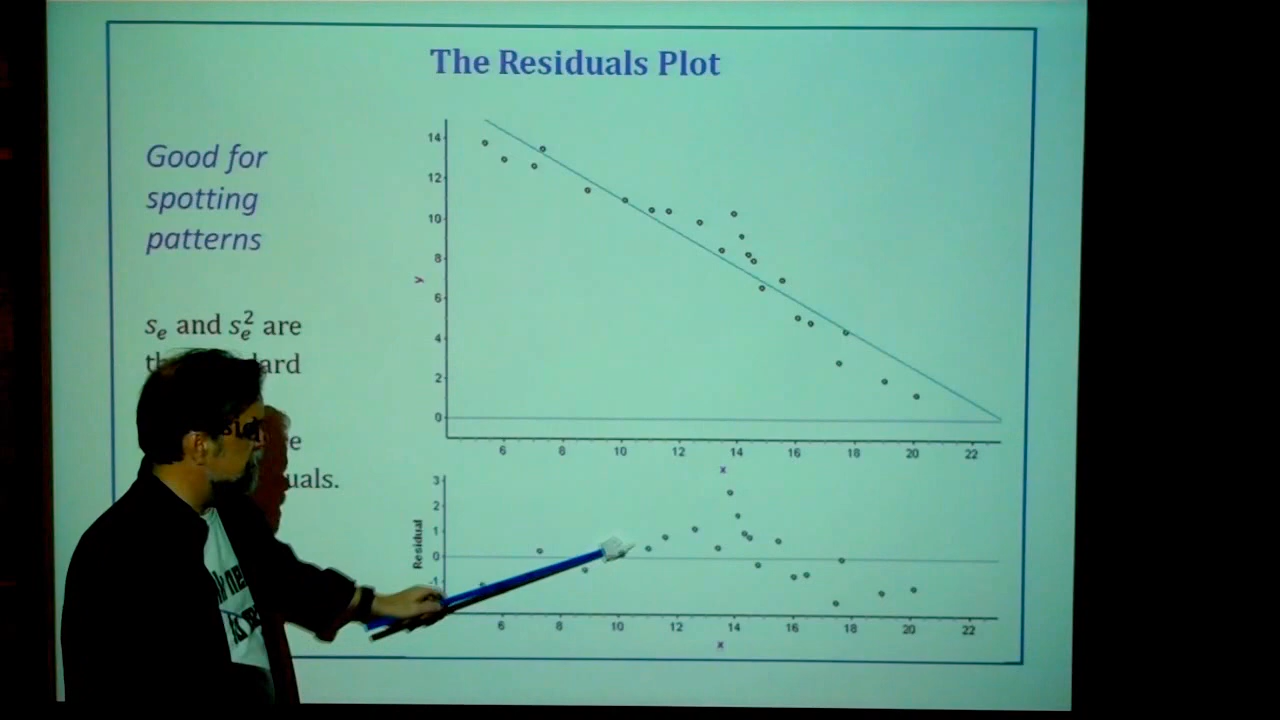 The Residuals Plot
Good for
spotting
patterns
s_e and s_e^2 are
uals.
14
12
10
8
6
4
2
0
y
6 8 10 12 14 16 18 20 22
x
3
2
1
0
-1
Residual
6 8 10 12 14 16 18 20 22
x